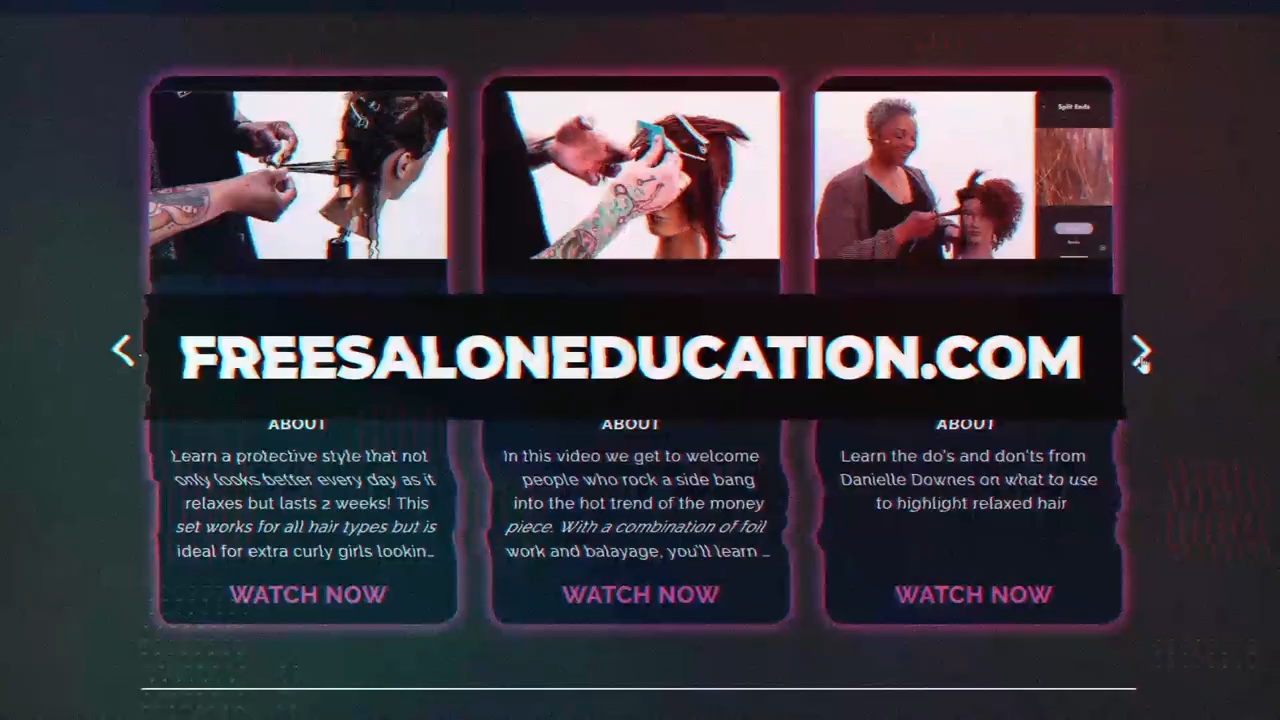 Split Ends
FREESALONEDUCATION.COM
ABOUT
Learn a protective style that not
only looks better every day as it
relaxes but lasts 2 weeks! This
set works for all hair types but is
ideal for extra curly girls lookin...
WATCH NOW
ABOUT
In this video we get to welcome
people who rock a side bang
into the hot trend of the money
piece. With a combination of foil
work and balayage, you'll learn ...
WATCH NOW
ABOUT
Learn the do's and don'ts from
Danielle Downes on what to use
to highlight relaxed hair
WATCH NOW